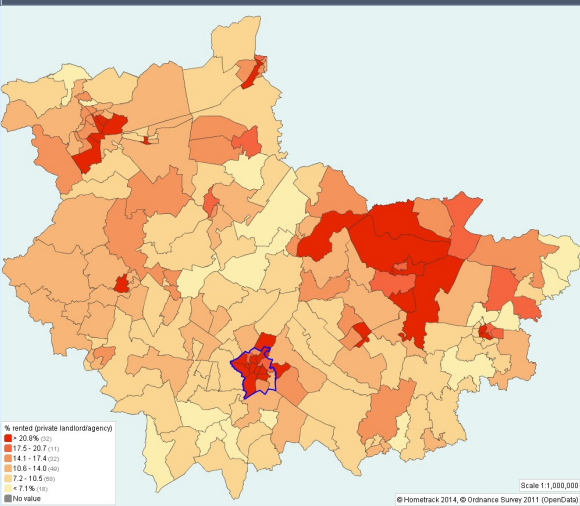 % rented (private landlord/agency)
> 20.8% (32)
17.5 - 20.7 (11)
14.1 - 17.4 (32)
10.6 - 14.0 (49)
7.2 - 10.5 (58)
< 7.1% (18)
No value
Scale 1:1,000,000
© Hometrack 2014, © Ordnance Survey 2011 (OpenData)